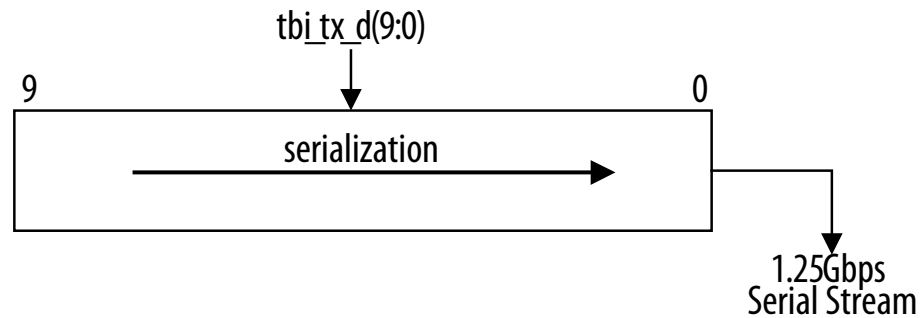 tbi_tx_d(9:0)
9
0
serialization
1.25Gbps
Serial Stream